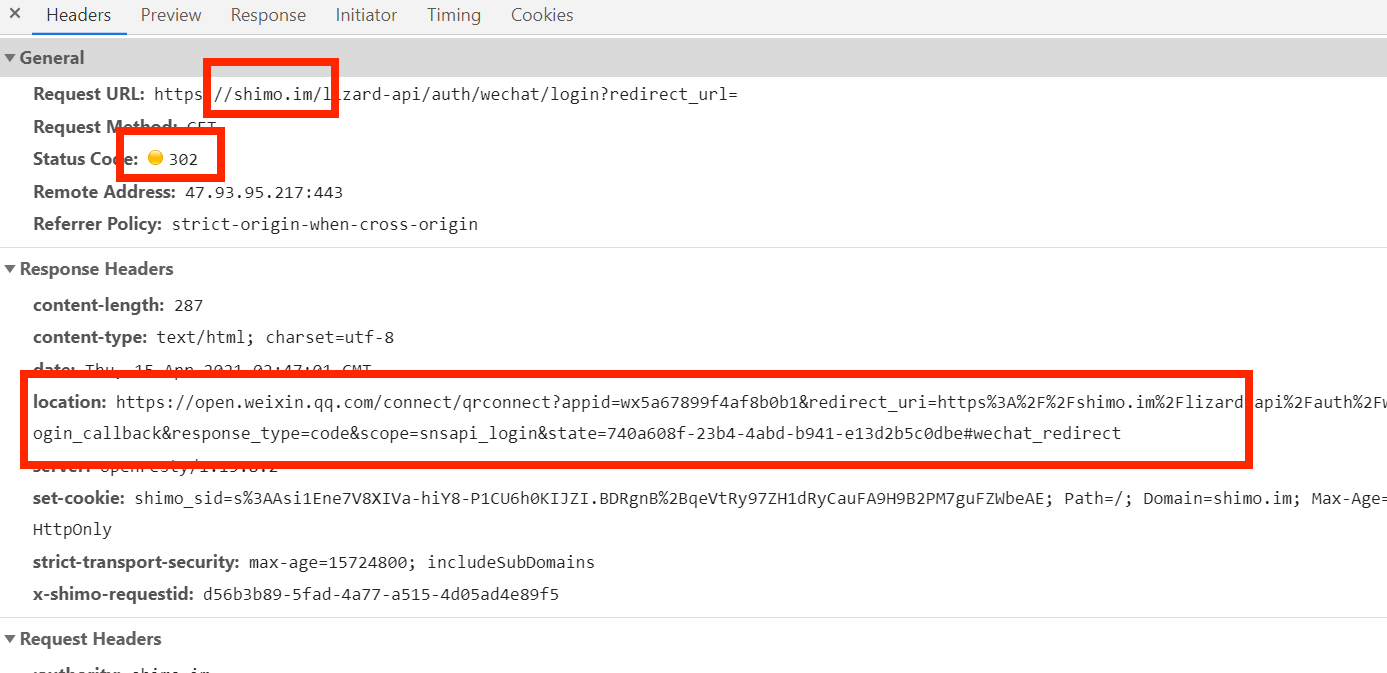 × Headers Preview Response Initiator Timing Cookies
General
Request URL: https://shimo.im/lizard-api/auth/wechat/login?redirect_url=
Request Method: GET
Status Code: 302
Remote Address: 47.93.95.217:443
Referrer Policy: strict-origin-when-cross-origin
Response Headers
content-length: 287
content-type: text/html; charset=utf-8
date: Thu, 15 Apr 2021 02:47:01 GMT
location: https://open.weixin.qq.com/connect/qrconnect?appid=wx5a67899f4af8b0b1&redirect_uri=https%3A%2F%2Fshimo.im%2Flizard-api%2Fauth%2Fw
ogin_callback&response_type=code&scope=snsapi_login&state=740a608f-23b4-4abd-b941-e13d2b5c0dbe#wechat_redirect
server: openresty/1.15.8.2
set-cookie: shimo_sid=s%3AAsi1Ene7V8XIVa-hiY8-P1CU6h0KIJZI.BDRgnB%2BqeVtRy97ZH1dRyCauFA9H9B2PM7guFZWbeAE; Path=/; Domain=shimo.im; Max-Age=
HttpOnly
strict-transport-security: max-age=15724800; includeSubDomains
x-shimo-requestid: d56b3b89-5fad-4a77-a515-4d05ad4e89f5
Request Headers
:authority: shimo.im